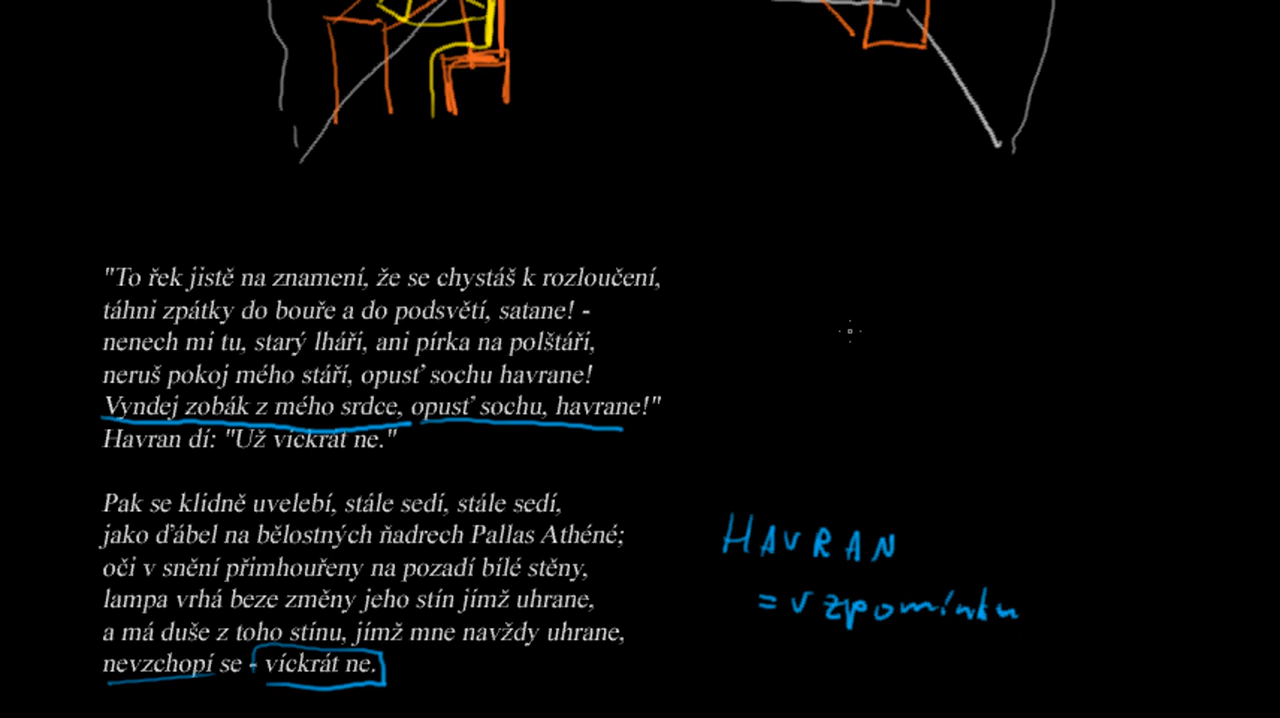 "To řek jistě na znamení, že se chystáš k rozloučení,
táhni zpátky do bouře a do podsvětí, satane! -
nenech mi tu, starý lháři, ani pírka na polštáři,
neruš pokoj mého stáří, opusť sochu havrane!
Vyndej zobák z mého srdce, opusť sochu, havrane!"
Havran dí: "Už víckrát ne."
Pak se klidně uvelebí, stále sedí, stále sedí,
jako ďábel na bělostných ňadrech Pallas Athéné;
oči v snění přimhouřeny na pozadí bílé stěny,
lampa vrhá beze změny jeho stín jímž uhrane,
a má duše z toho stínu, jímž mne navždy uhrane,
nevzchopí se - víckrát ne.
HAVRAN
= vzpomínku